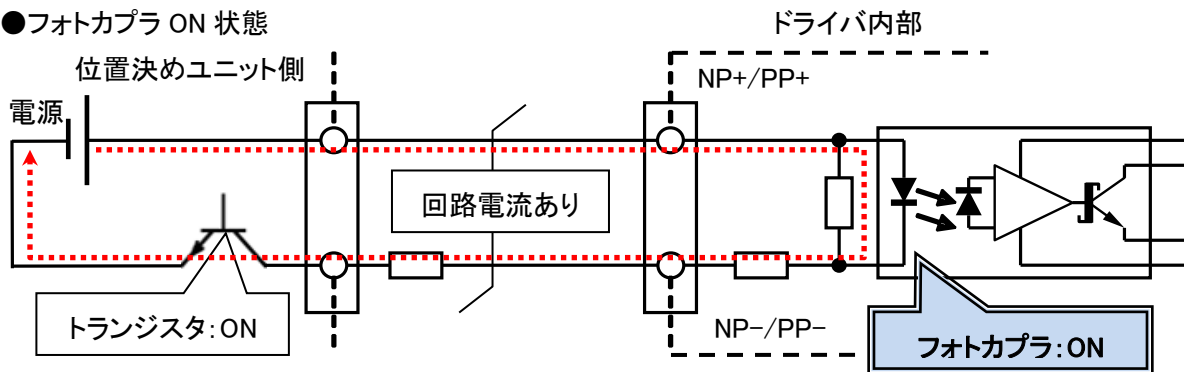 ●フォトカプラ ON 状態
ドライバ内部
位置決めユニット側
NP+/PP+
電源
回路電流あり
トランジスタ:ON
NP-/PP-
フォトカプラ:ON